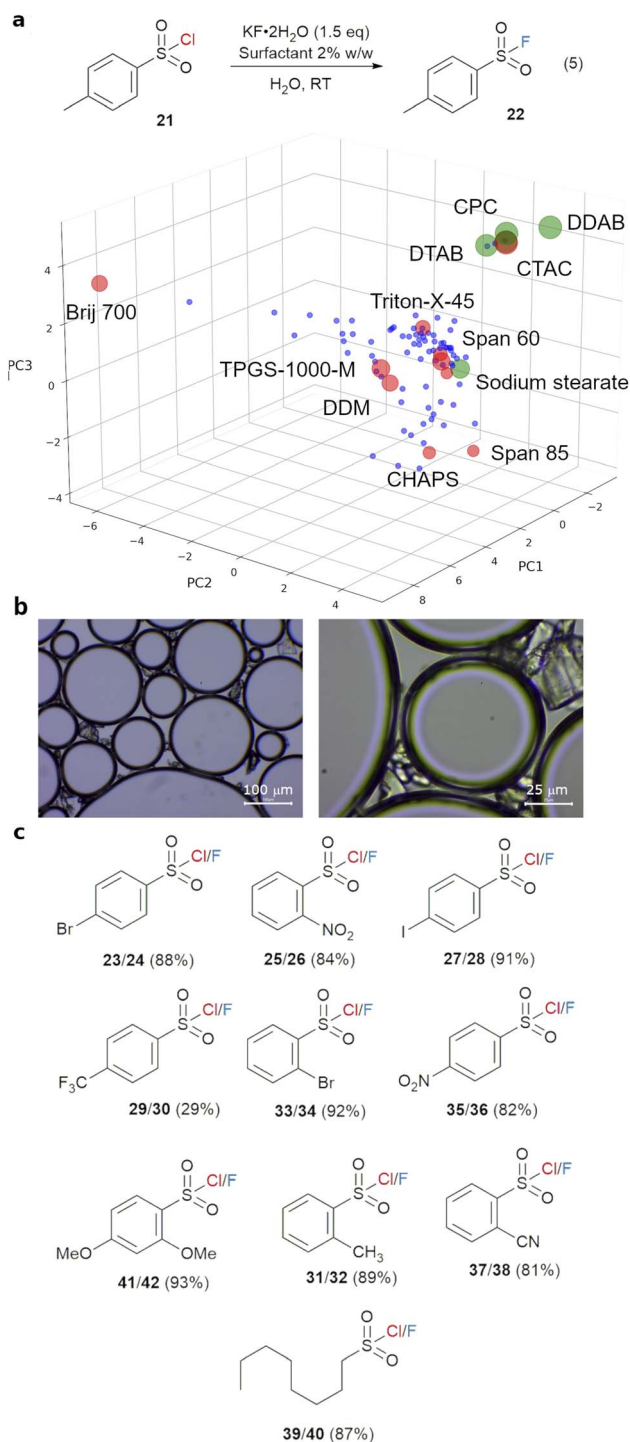 a
O O S Cl 21
KF•2H₂O (1.5 eq)
Surfactant 2% w/w
H₂O, RT
O O S F 22
(5)
CPC
DDAB
DTAB
CTAC
Brij 700
Triton-X-45
Span 60
TPGS-1000-M
Sodium stearate
DDM
Span 85
CHAPS
PC3
4
2
0
−2
−4
−6
−4
−2
0
2
4
PC2
8
6
4
2
0
−2
PC1
b
100 µm
25 µm
c
O Cl/F S O Br
23/24 (88%)
O Cl/F S O NO₂
25/26 (84%)
O Cl/F S O I
27/28 (91%)
O Cl/F S O F₃C
29/30 (29%)
O Cl/F S O Br
33/34 (92%)
O Cl/F S O O₂N
35/36 (82%)
O Cl/F S O MeO OMe
41/42 (93%)
O Cl/F S O CH₃
31/32 (89%)
O Cl/F S O CN
37/38 (81%)
O Cl/F S O
39/40 (87%)